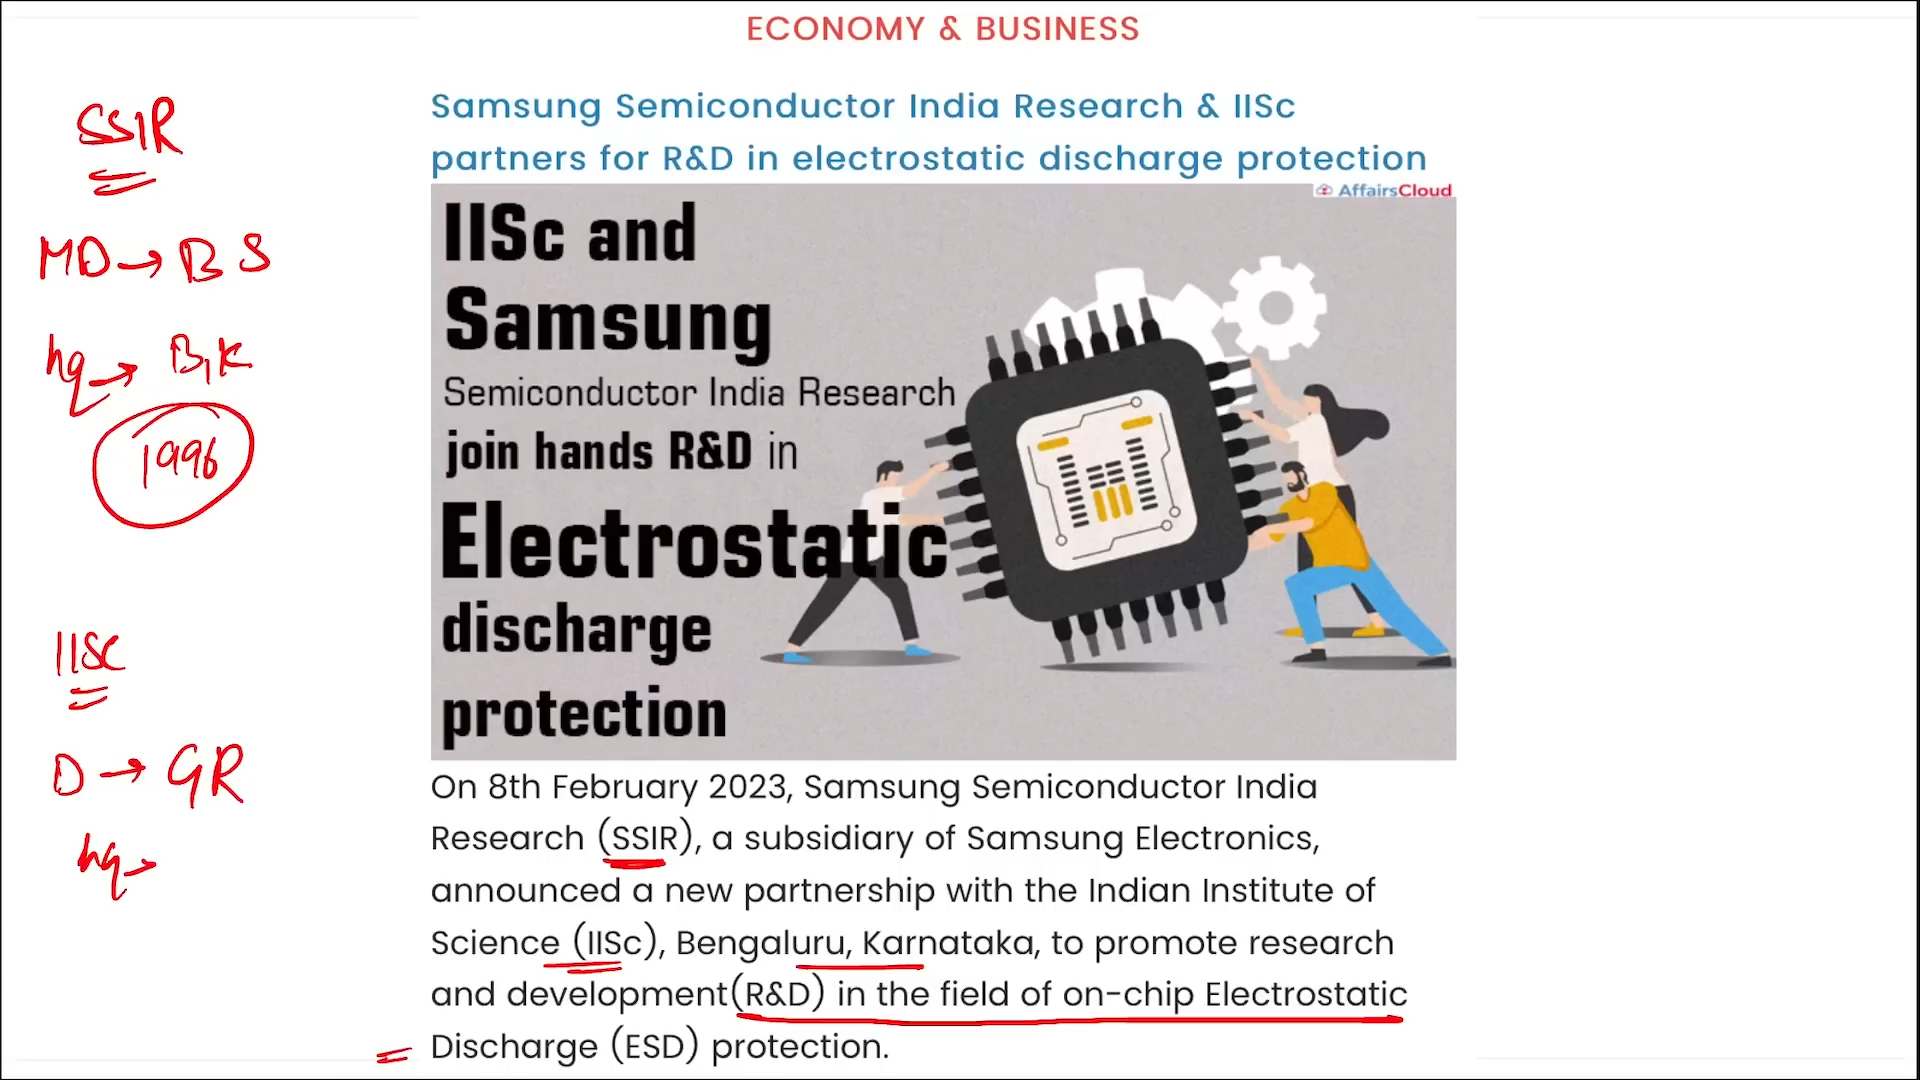 ECONOMY & BUSINESS
Samsung Semiconductor India Research & IISc
partners for R&D in electrostatic discharge protection
AffairsCloud
IISc and
Samsung
Semiconductor India Research
join hands R&D in
Electrostatic
discharge
protection
On 8th February 2023, Samsung Semiconductor India
Research (SSIR), a subsidiary of Samsung Electronics,
announced a new partnership with the Indian Institute of
Science (IISc), Bengaluru, Karnataka, to promote research
and development(R&D) in the field of on-chip Electrostatic
Discharge (ESD) protection.
SSIR
MD → B S
hq → B, K
1996
IISC
D → GR
hq →